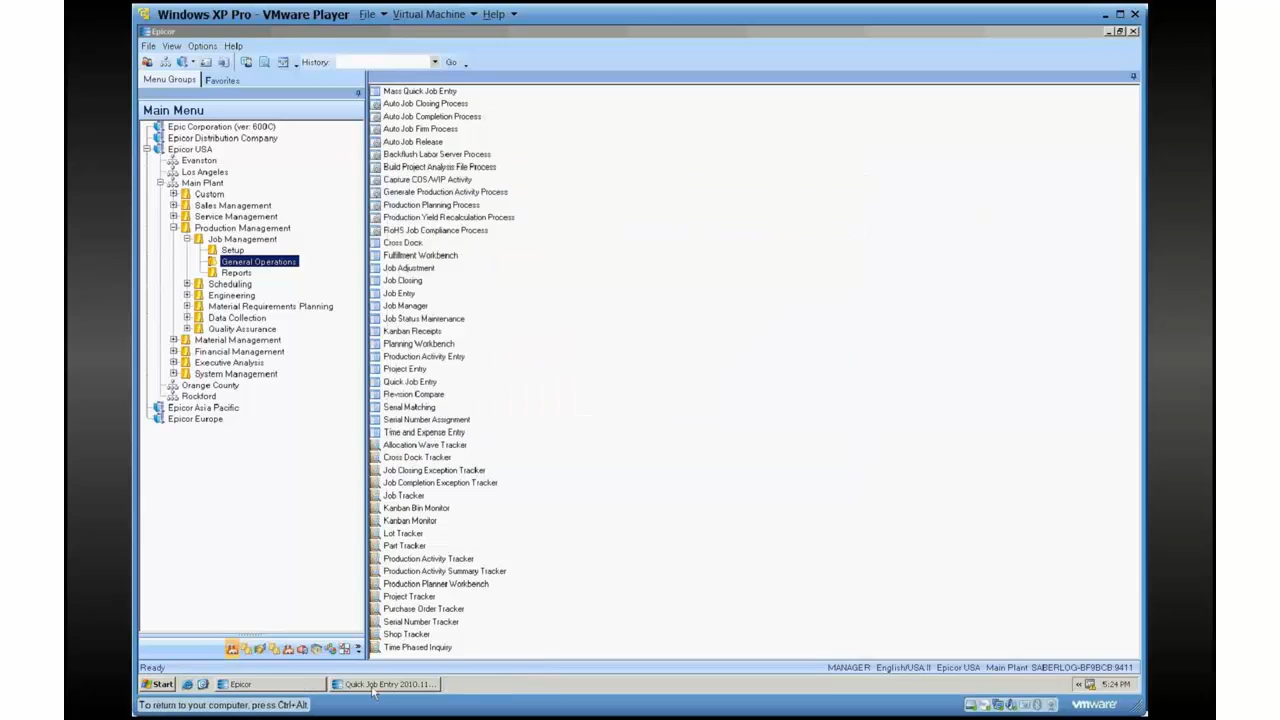 Windows XP Pro - VMware Player File Virtual Machine Help
Epicor
File View Options Help
History: Go
Menu Groups Favorites
Main Menu
Epic Corporation (ver: 600C)
Epicor Distribution Company
Epicor USA
Evanston
Los Angeles
Main Plant
Custom
Sales Management
Service Management
Production Management
Job Management
Setup
General Operations
Reports
Scheduling
Engineering
Material Requirements Planning
Data Collection
Quality Assurance
Material Management
Financial Management
Executive Analysis
System Management
Orange County
Rockford
Epicor Asia Pacific
Epicor Europe
Mass Quick Job Entry
Auto Job Closing Process
Auto Job Completion Process
Auto Job Firm Process
Auto Job Release
Backflush Labor Server Process
Build Project Analysis File Process
Capture COS/WIP Activity
Generate Production Activity Process
Production Planning Process
Production Yield Recalculation Process
RoHS Job Compliance Process
Cross Dock
Fulfillment Workbench
Job Adjustment
Job Closing
Job Entry
Job Manager
Job Status Maintenance
Kanban Receipts
Planning Workbench
Production Activity Entry
Project Entry
Quick Job Entry
Revision Compare
Serial Matching
Serial Number Assignment
Time and Expense Entry
Allocation Wave Tracker
Cross Dock Tracker
Job Closing Exception Tracker
Job Completion Exception Tracker
Job Tracker
Kanban Bin Monitor
Kanban Monitor
Lot Tracker
Part Tracker
Production Activity Tracker
Production Activity Summary Tracker
Production Planner Workbench
Project Tracker
Purchase Order Tracker
Serial Number Tracker
Shop Tracker
Time Phased Inquiry
Ready MANAGER English/USA II Epicor USA Main Plant SABERLOG-BF9BCB:9411
Start Epicor Quick Job Entry 2010.11... 5:24 PM
To return to your computer, press Ctrl+Alt. vmware